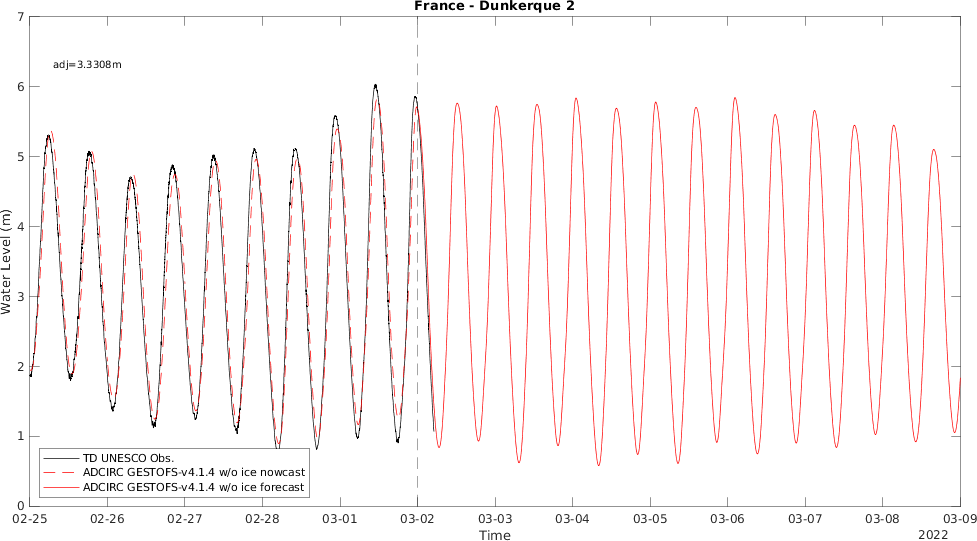 France - Dunkerque 2
adj=3.3308m
Water Level (m)
7
6
5
4
3
2
1
0
TD UNESCO Obs.
ADCIRC GESTOFS-v4.1.4 w/o ice nowcast
ADCIRC GESTOFS-v4.1.4 w/o ice forecast
02-25 02-26 02-27 02-28 03-01 03-02 03-03 03-04 03-05 03-06 03-07 03-08 03-09
Time
2022